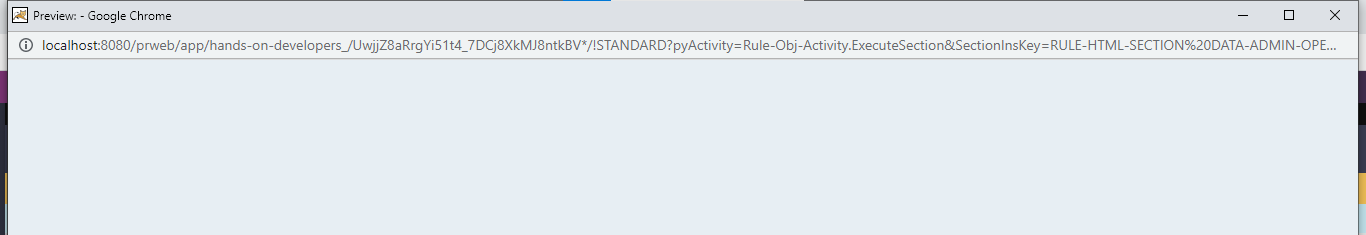 Preview: - Google Chrome
localhost:8080/prweb/app/hands-on-developers_/UwjjZ8aRrgYi51t4_7DCj8XkMJ8ntkBV*/!STANDARD?pyActivity=Rule-Obj-Activity.ExecuteSection&SectionInsKey=RULE-HTML-SECTION%20DATA-ADMIN-OPE...